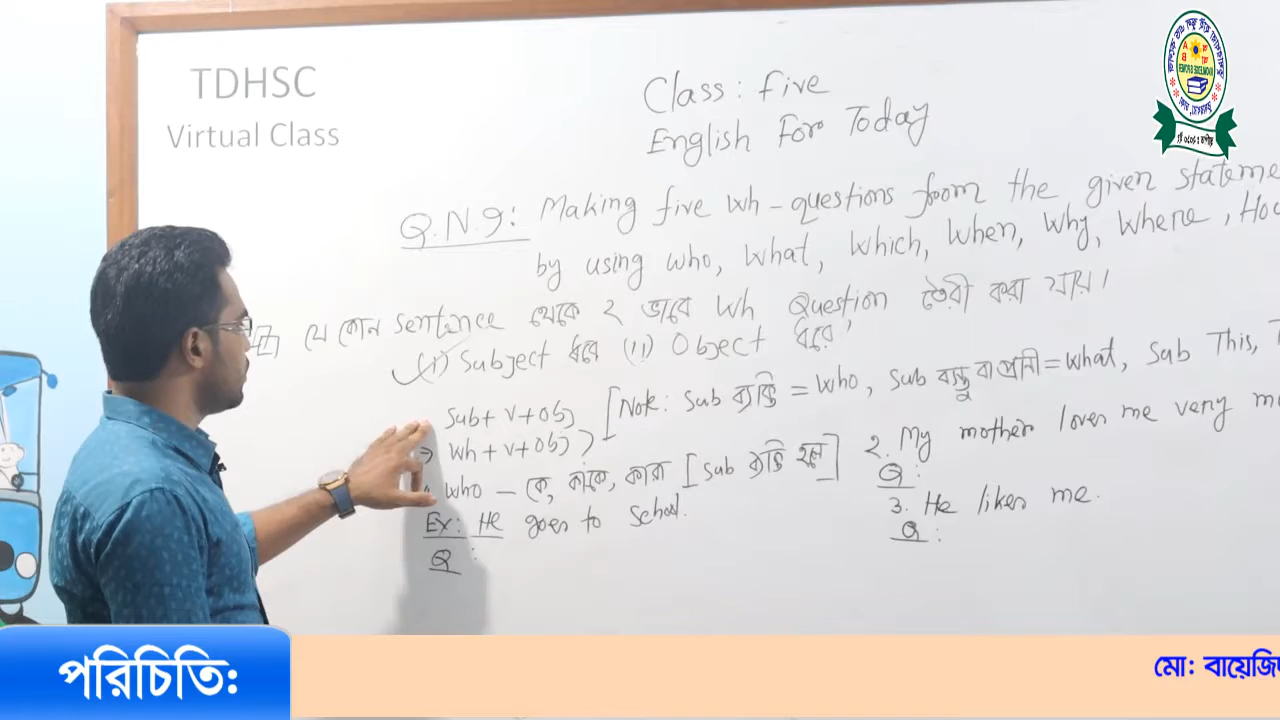 TDHSC
Virtual Class
Class: five
English For Today
Q.N.9: Making five wh-questions from the given stateme
by using who, what, which, when, why, where, Ho
যে কোন sentence থেকে ২ ভাবে Wh Question তৈরী করা যায়।
(i) Subject ধরে (ii) Object ধরে
Sub + v + obj
→ Wh + v + obj
[Note: Sub ব্যক্তি = who, Sub বস্তু বা প্রানী = what, Sub This, T
• who - কে, কাকে, কারা [Sub ব্যক্তি হলে]
Ex: He goes to school.
Q:
2. My mother loves me very m
Q:
3. He likes me.
Q:
পরিচিতি:
মো: বায়েজিদ